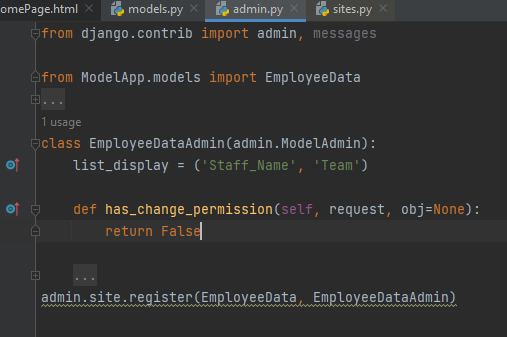 omePage.html models.py admin.py sites.py
from django.contrib import admin, messages
from ModelApp.models import EmployeeData
...
1 usage
class EmployeeDataAdmin(admin.ModelAdmin):
list_display = ('Staff_Name', 'Team')
def has_change_permission(self, request, obj=None):
return False
...
admin.site.register(EmployeeData, EmployeeDataAdmin)